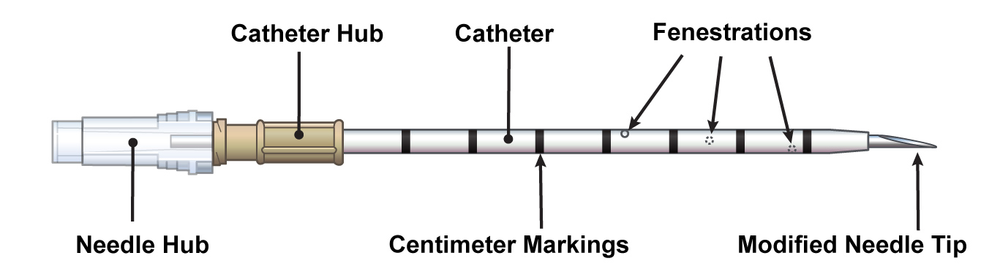 Catheter Hub
Catheter
Fenestrations
Needle Hub
Centimeter Markings
Modified Needle Tip